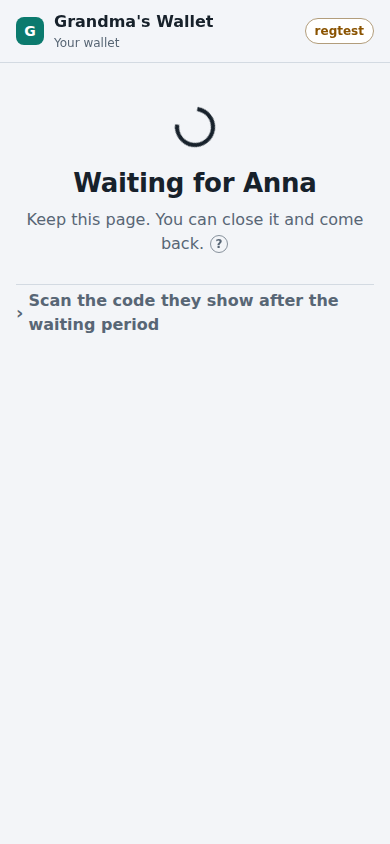 G
Grandma's Wallet
Your wallet
regtest
Waiting for Anna
Keep this page. You can close it and come
back. ?
› Scan the code they show after the
waiting period